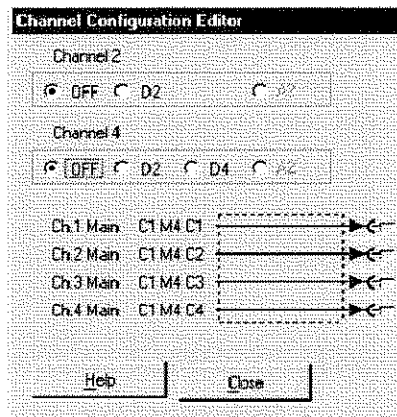 Channel Configuration Editor
Channel 2
OFF D2 A2
Channel 4
OFF D2 D4 A2
Ch.1 Main C1 M4 C1
Ch.2 Main C1 M4 C2
Ch.3 Main C1 M4 C3
Ch.4 Main C1 M4 C4
Help Close